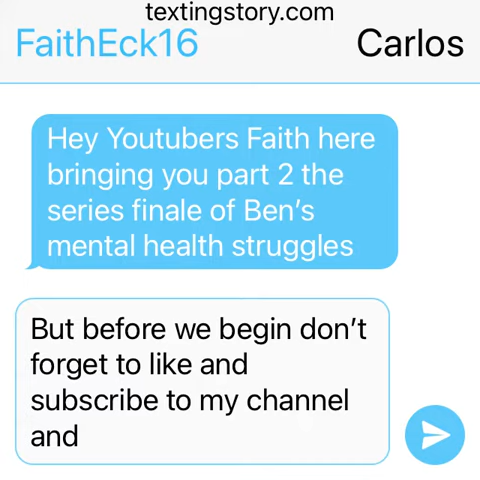 textingstory.com
FaithEck16 Carlos
Hey Youtubers Faith here
bringing you part 2 the
series finale of Ben’s
mental health struggles
But before we begin don’t
forget to like and
subscribe to my channel
and